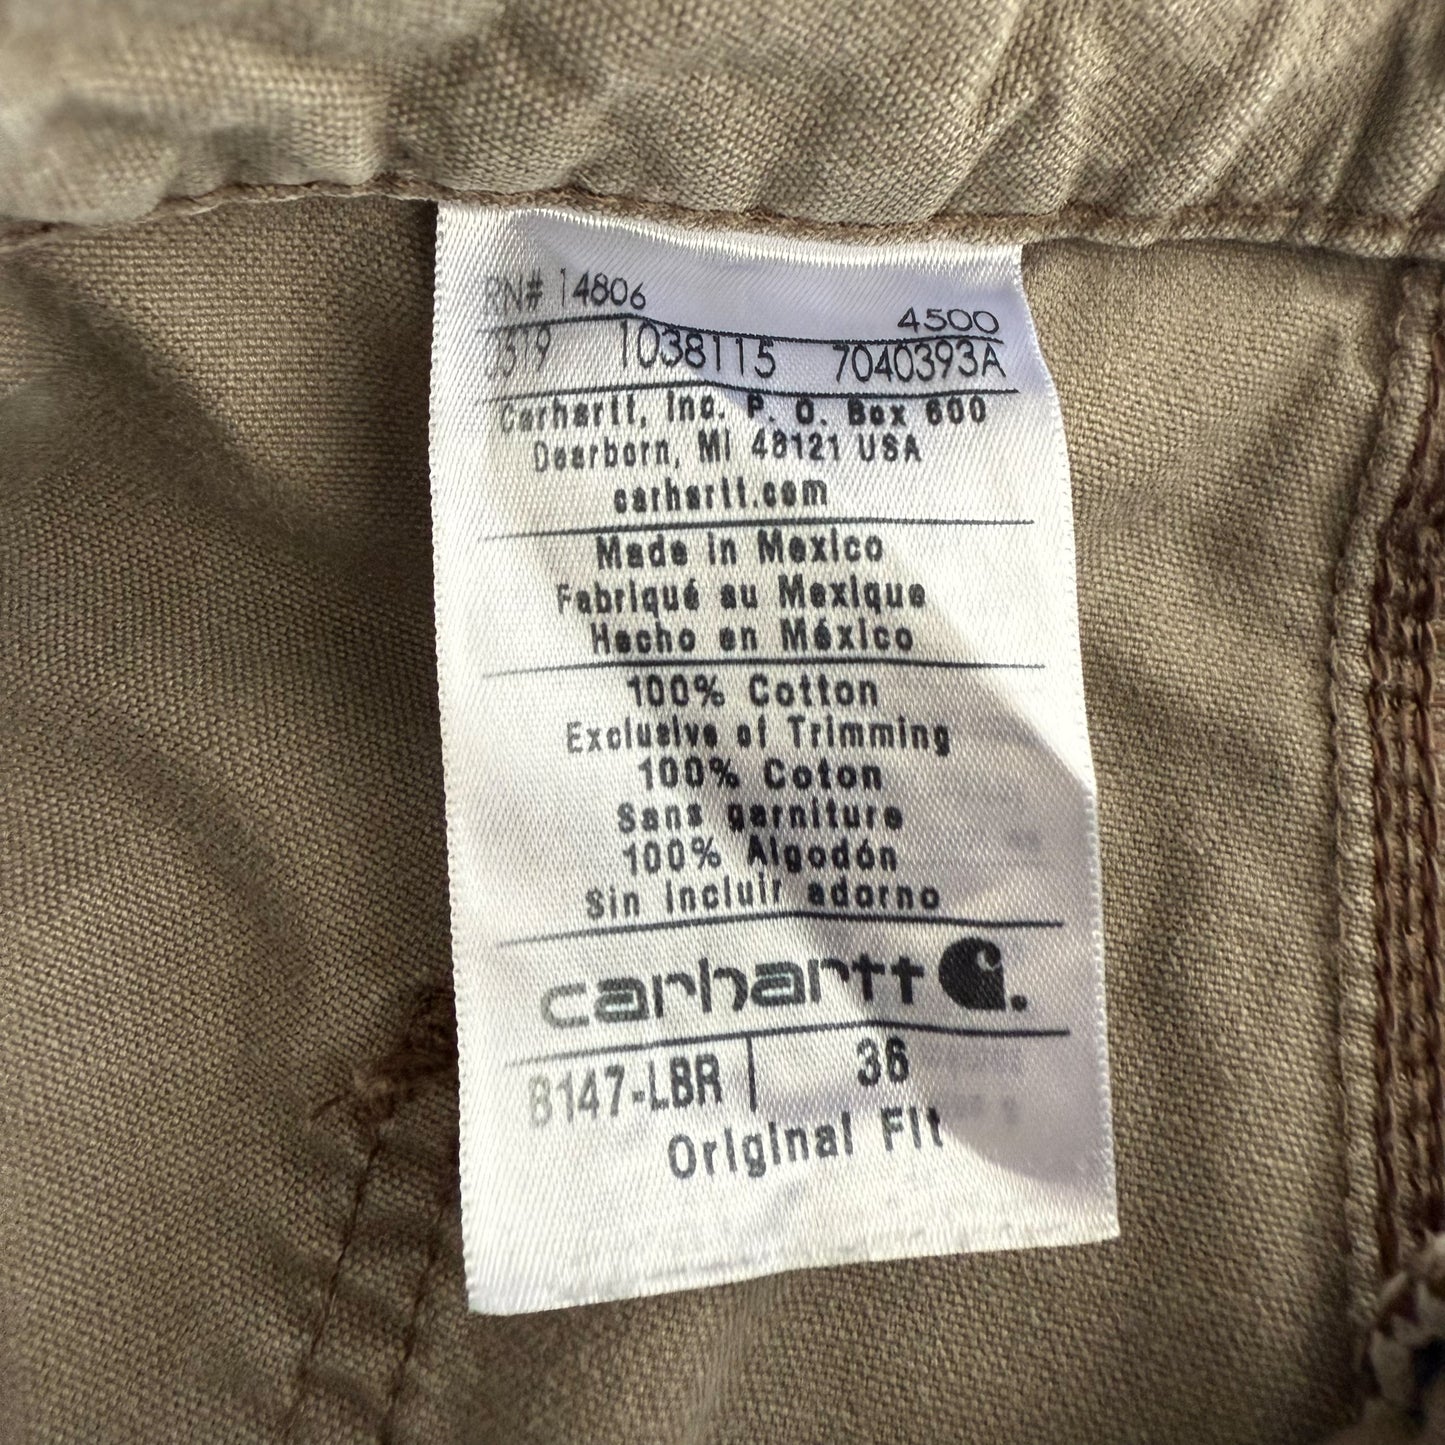 RN# 14806
4500
1038115 7040393A
Carhartt, Inc. P. O. Box 600
Dearborn, MI 48121 USA
carhartt.com
Made in Mexico
Fabriqué au Mexique
Hecho en México
100% Cotton
Exclusive of Trimming
100% Coton
Sans garniture
100% Algodón
Sin incluir adorno
carhartt
B147-LBR 36
Original Fit